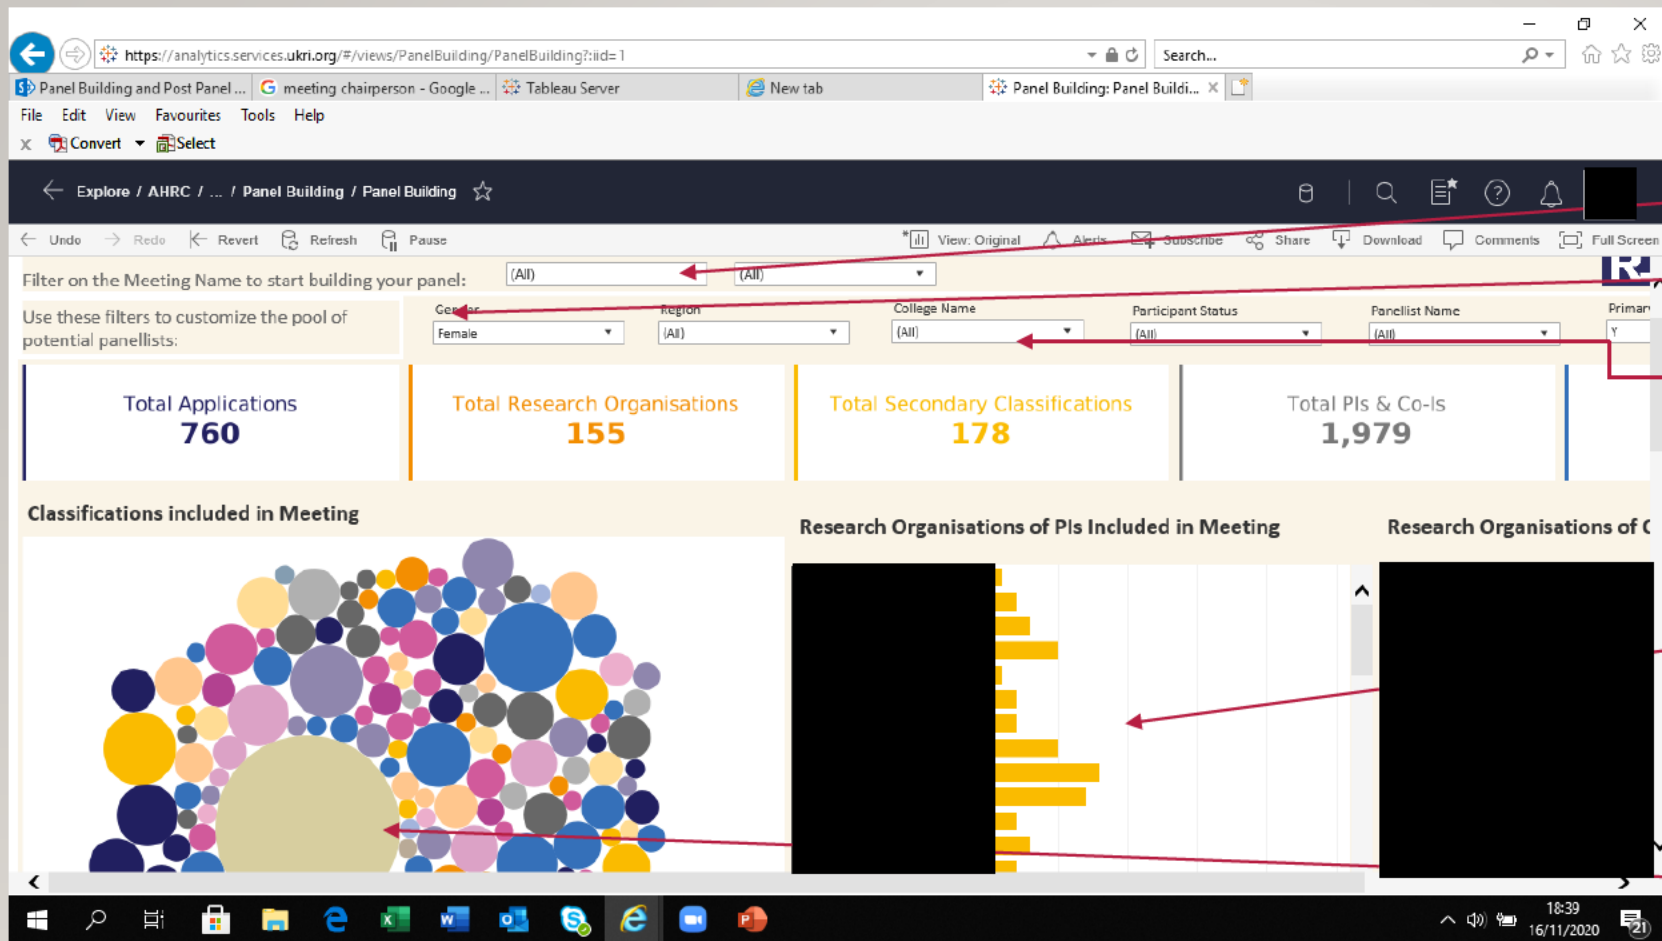 https://analytics.services.ukri.org/#/views/PanelBuilding/PanelBuilding?:iid=1
Search...
Panel Building and Post Panel ...
meeting chairperson - Google ...
Tableau Server
New tab
Panel Building: Panel Buildi...
File Edit View Favourites Tools Help
x Convert Select
Explore / AHRC / ... / Panel Building / Panel Building
Undo Redo Revert Refresh Pause View: Original Alerts Subscribe Share Download Comments Full Screen
Filter on the Meeting Name to start building your panel: (All) (All)
Use these filters to customize the pool of
potential panellists:
Gender Region College Name Participant Status Panellist Name Primar
Female (All) (All) (All) (All) Y
Total Applications
760
Total Research Organisations
155
Total Secondary Classifications
178
Total PIs & Co-Is
1,979
Classifications included in Meeting
Research Organisations of PIs Included in Meeting
Research Organisations of C
18:39
16/11/2020
21